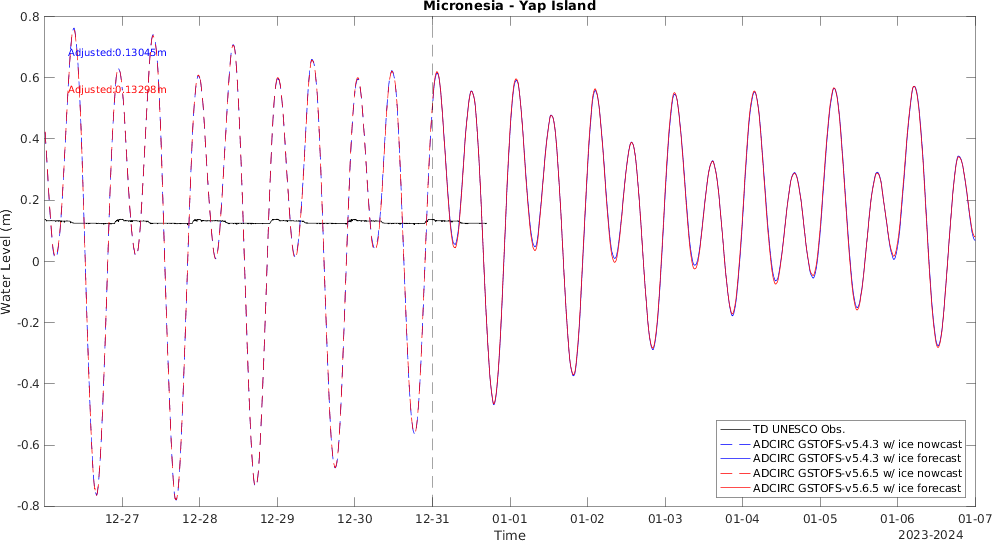 Micronesia - Yap Island
0.8
0.6
0.4
0.2
0
-0.2
-0.4
-0.6
-0.8
Water Level (m)
Adjusted:0.13045m
Adjusted:0.13298m
TD UNESCO Obs.
ADCIRC GSTOFS-v5.4.3 w/ ice nowcast
ADCIRC GSTOFS-v5.4.3 w/ ice forecast
ADCIRC GSTOFS-v5.6.5 w/ ice nowcast
ADCIRC GSTOFS-v5.6.5 w/ ice forecast
12-27 12-28 12-29 12-30 12-31 01-01 01-02 01-03 01-04 01-05 01-06 01-07
Time
2023-2024